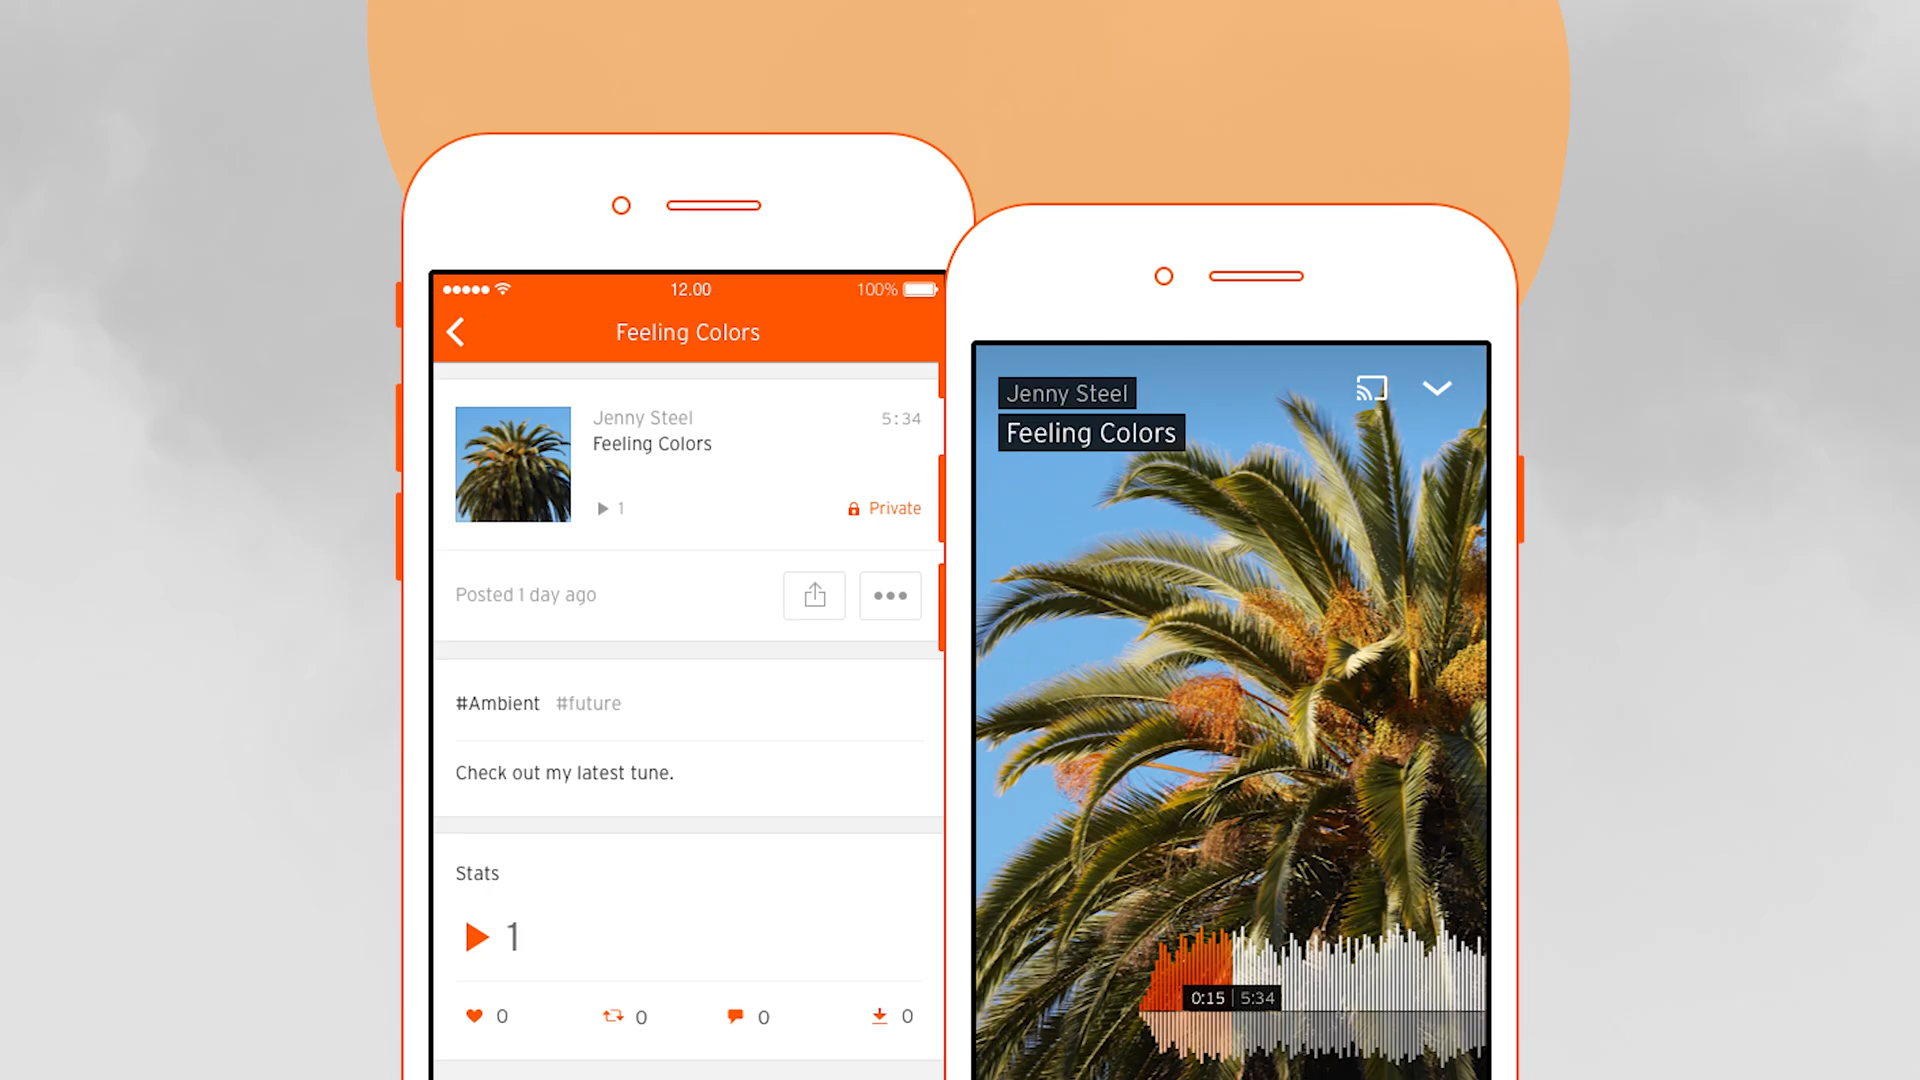 12.00
100%
Feeling Colors
Jenny Steel
5:34
Feeling Colors
1
Private
Posted 1 day ago
#Ambient #future
Check out my latest tune.
Stats
1
0
0
0
0
Jenny Steel
Feeling Colors
0:15 | 5:34